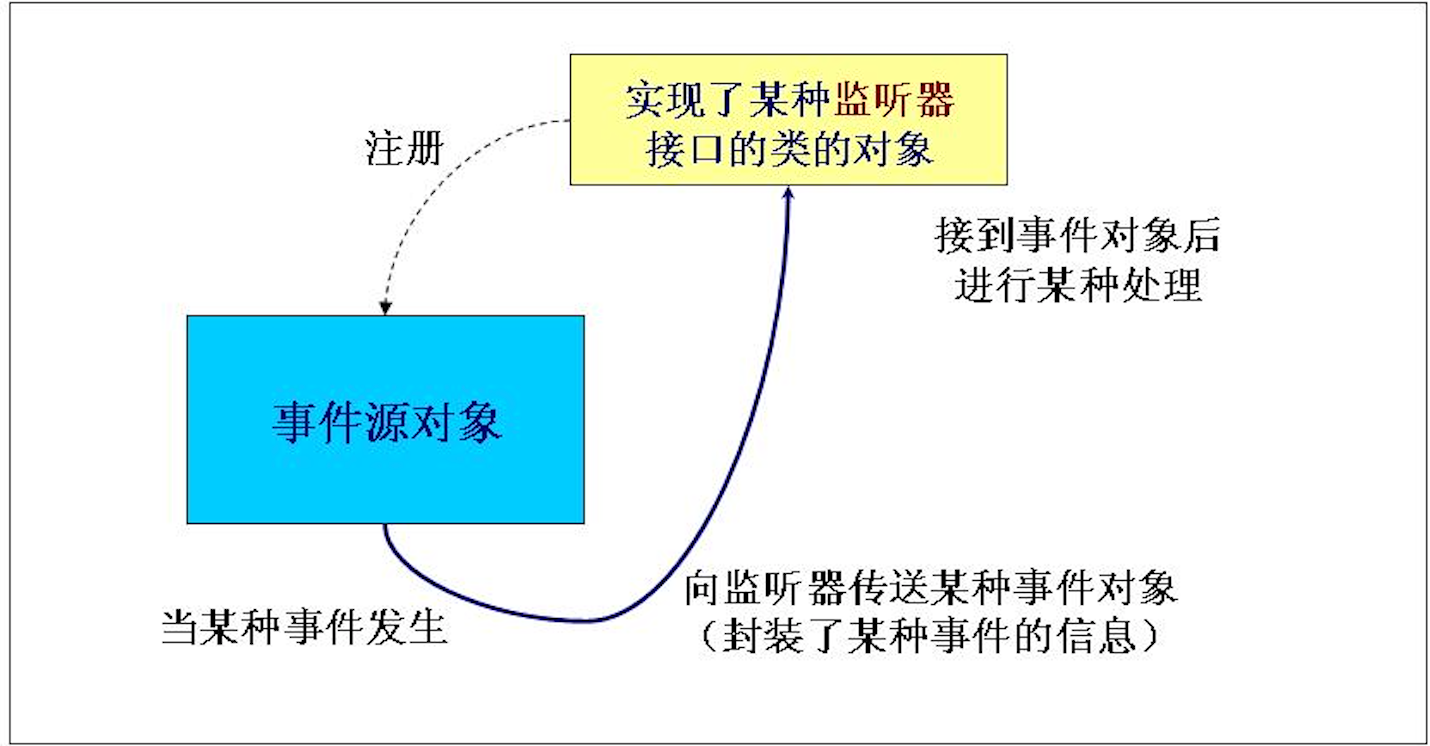 实现了某种监听器
接口的类的对象
注册
接到事件对象后
进行某种处理
事件源对象
当某种事件发生
向监听器传送某种事件对象
（封装了某种事件的信息）